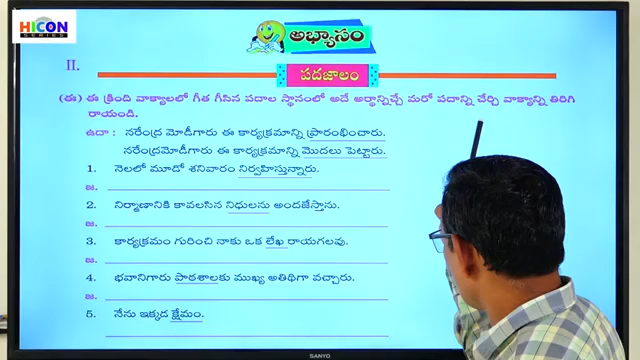 HICON
SERIES
అభ్యాసం
II.
పదజాలం
(ఈ) ఈ క్రింది వాక్యాలలో గీత గీసిన పదాల స్థానంలో అదే అర్థాన్నిచ్చే మరో పదాన్ని చేర్చి వాక్యాన్ని తిరిగి
రాయండి.
ఉదా : నరేంద్ర మోడీగారు ఈ కార్యక్రమాన్ని ప్రారంభించారు.
నరేంద్రమోడీగారు ఈ కార్యక్రమాన్ని మొదలు పెట్టారు.
1. నెలలో మూడో శనివారం నిర్వహిస్తున్నారు.
జ.
2. నిర్మాణానికి కావలసిన నిధులను అందజేస్తాను.
జ.
3. కార్యక్రమం గురించి నాకు ఒక లేఖ రాయగలవు.
జ.
4. భవానిగారు పాఠశాలకు ముఖ్య అతిథిగా వచ్చారు.
జ.
5. నేను ఇక్కడ క్షేమం.
SANYO